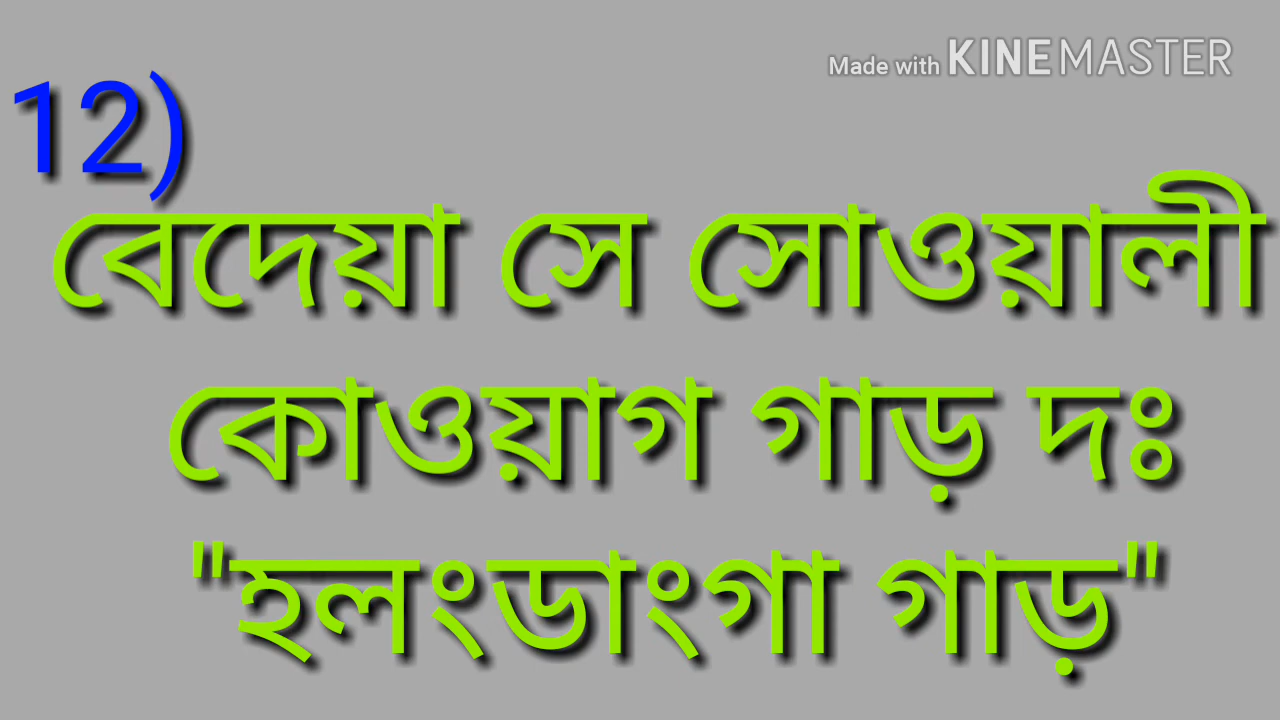 Made with KINEMASTER
12)
বেদেয়া সে সোওয়ালী
কোওয়াগ গাড় দঃ
"হলংডাংগা গাড়"